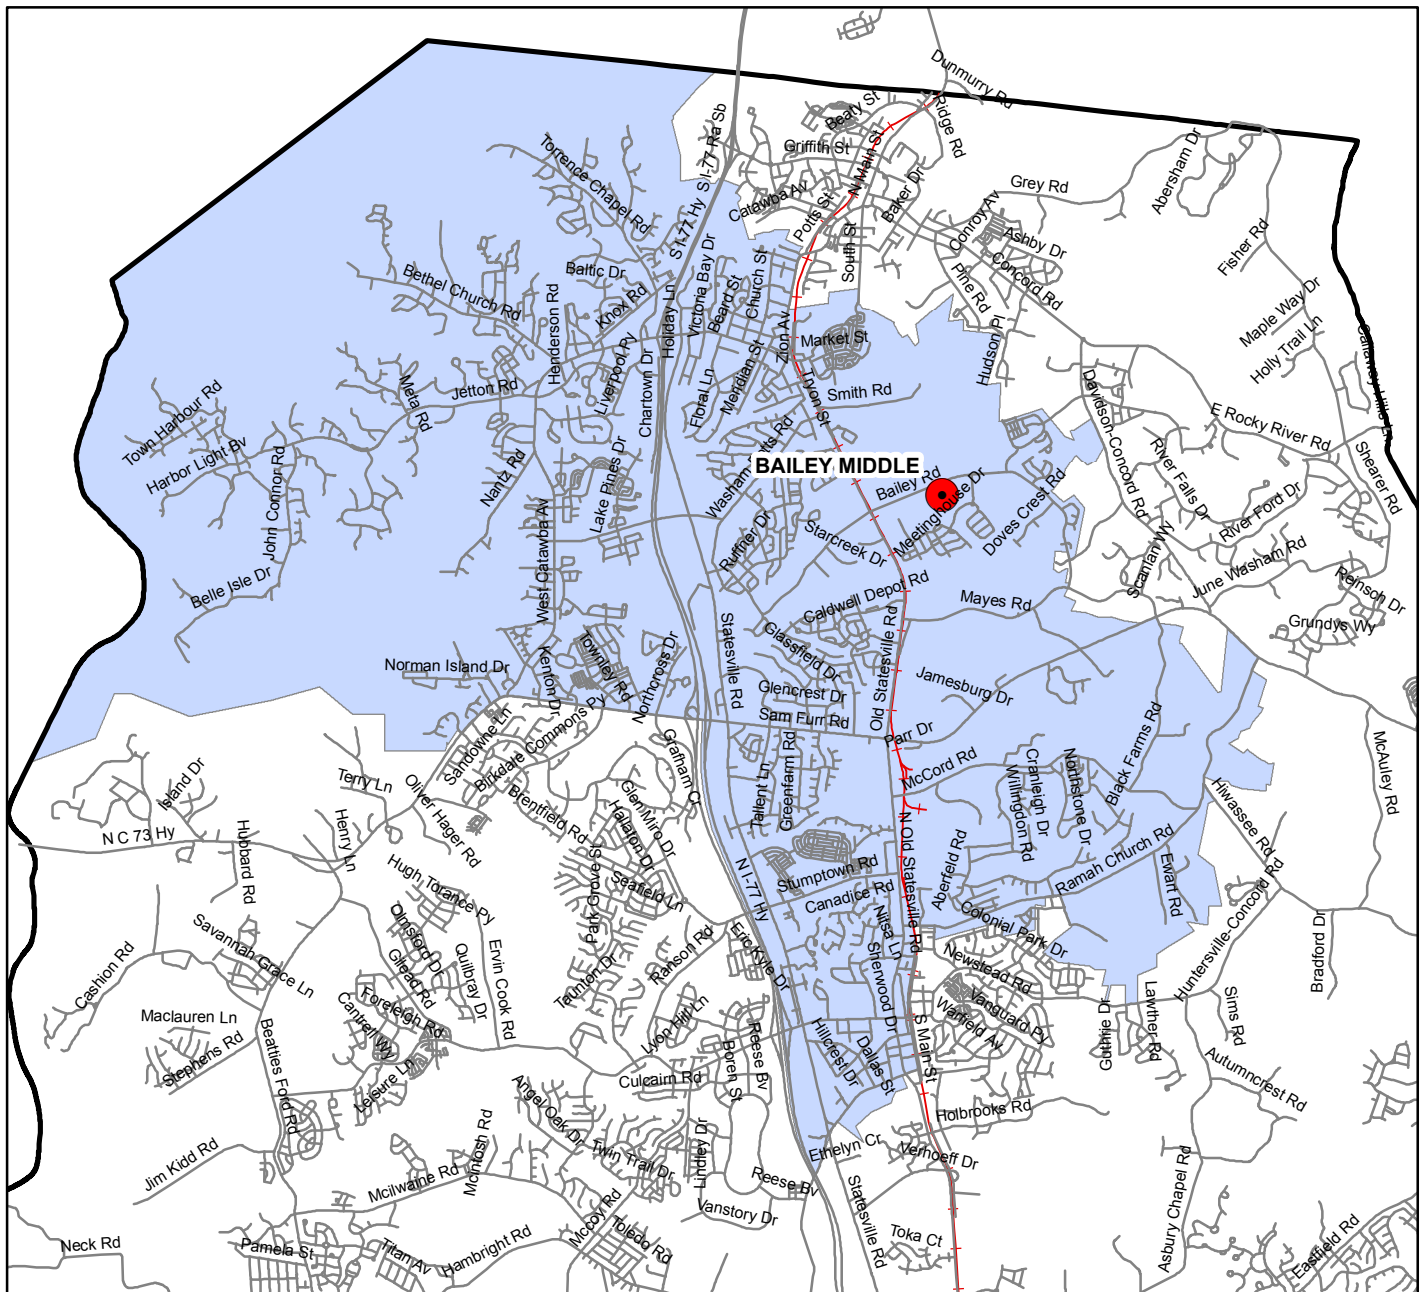 Dunmurry Rd
Beaty St
Ridge Rd
S I-77 Ra Sb
Griffith St
N Main St
Torrence Chapel Rd
Abersham Dr
Grey Rd
Catawba Av
Baker Dr
Potts St
Conroy Av
Ashby Dr
S I-77 Hy
South St
Concord Rd
Fisher Rd
Baltic Dr
Victoria Bay Dr
Church St
Pine Rd
Bethel Church Rd
Knox Rd
Beard St
Maple Way Dr
Henderson Rd
Holiday Ln
Zion Av
Market St
Hudson Pl
Holly Trail Ln
Callaway Hills Ln
Liverpool Py
Chartown Dr
Floral Ln
Meridian St
Tryon St
Smith Rd
Jetton Rd
Meta Rd
Davidson-Concord Rd
E Rocky River Rd
Town Harbour Rd
Harbor Light Bv
John Connor Rd
Nantz Rd
Lake Pines Dr
Washam Potts Rd
BAILEY MIDDLE
Bailey Rd
Meetinghouse Dr
Doves Crest Rd
River Falls Dr
River Ford Dr
Shearer Rd
Ruffner Dr
Starcreek Dr
Scanlan Wy
June Washam Rd
Reinsch Dr
Belle Isle Dr
West Catawba Av
Caldwell Depot Rd
Mayes Rd
Grundys Wy
Statesville Rd
Glassfield Dr
Old Statesville Rd
Norman Island Dr
Kenton Dr
Townley Rd
Northcross Dr
Glencrest Dr
Jamesburg Dr
Sam Furr Rd
Parr Dr
Sandowne Ln
Birkdale Commons Py
Grafham Cr
McCord Rd
Cranleigh Dr
Willingdon Rd
Northstone Dr
Black Farms Rd
McAuley Rd
Island Dr
Terry Ln
Oliver Hager Rd
Brentfield Rd
Glen Miro Dr
Hallaton Dr
Tallent Ln
Greenfarm Rd
Hiwassee Rd
N C 73 Hy
Hubbard Rd
Henry Ln
N Old Statesville Rd
Hugh Torance Py
Park Grove St
Seafield Ln
N I-77 Hy
Stumptown Rd
Canadice Rd
Aberfeld Rd
Ramah Church Rd
Ewart Rd
Huntersville-Concord Rd
Savannah Grace Ln
Olmsford Dr
Gilead Rd
Quilbray Dr
Ervin Cook Rd
Ranson Rd
Eric Kyle Dr
Nitsa Ln
Colonial Park Dr
Bradford Dr
Cashion Rd
Taunton Dr
Sherwood Dr
Newstead Rd
Maclauren Ln
Cantrell Wy
Foreleigh Rd
Lyon Hill Ln
Vanguard Py
Warfield Av
Guthrie Dr
Lawther Rd
Sims Rd
Stephens Rd
Beatties Ford Rd
Leisure Ln
Boren St
Reese Bv
Hillcrest Dr
Dallas St
S Main St
Autumncrest Rd
Culcairn Rd
Angel Oak Dr
Holbrooks Rd
Jim Kidd Rd
Mcilwaine Rd
Mcintosh Rd
Twin Trail Dr
Lindley Dr
Ethelyn Cr
Verhoeff Dr
Asbury Chapel Rd
Reese Bv
Vanstory Dr
Statesville Rd
Neck Rd
Pamela St
Titan Av
Hambright Rd
Mccoy Rd
Toledo Rd
Toka Ct
Eastfield Rd